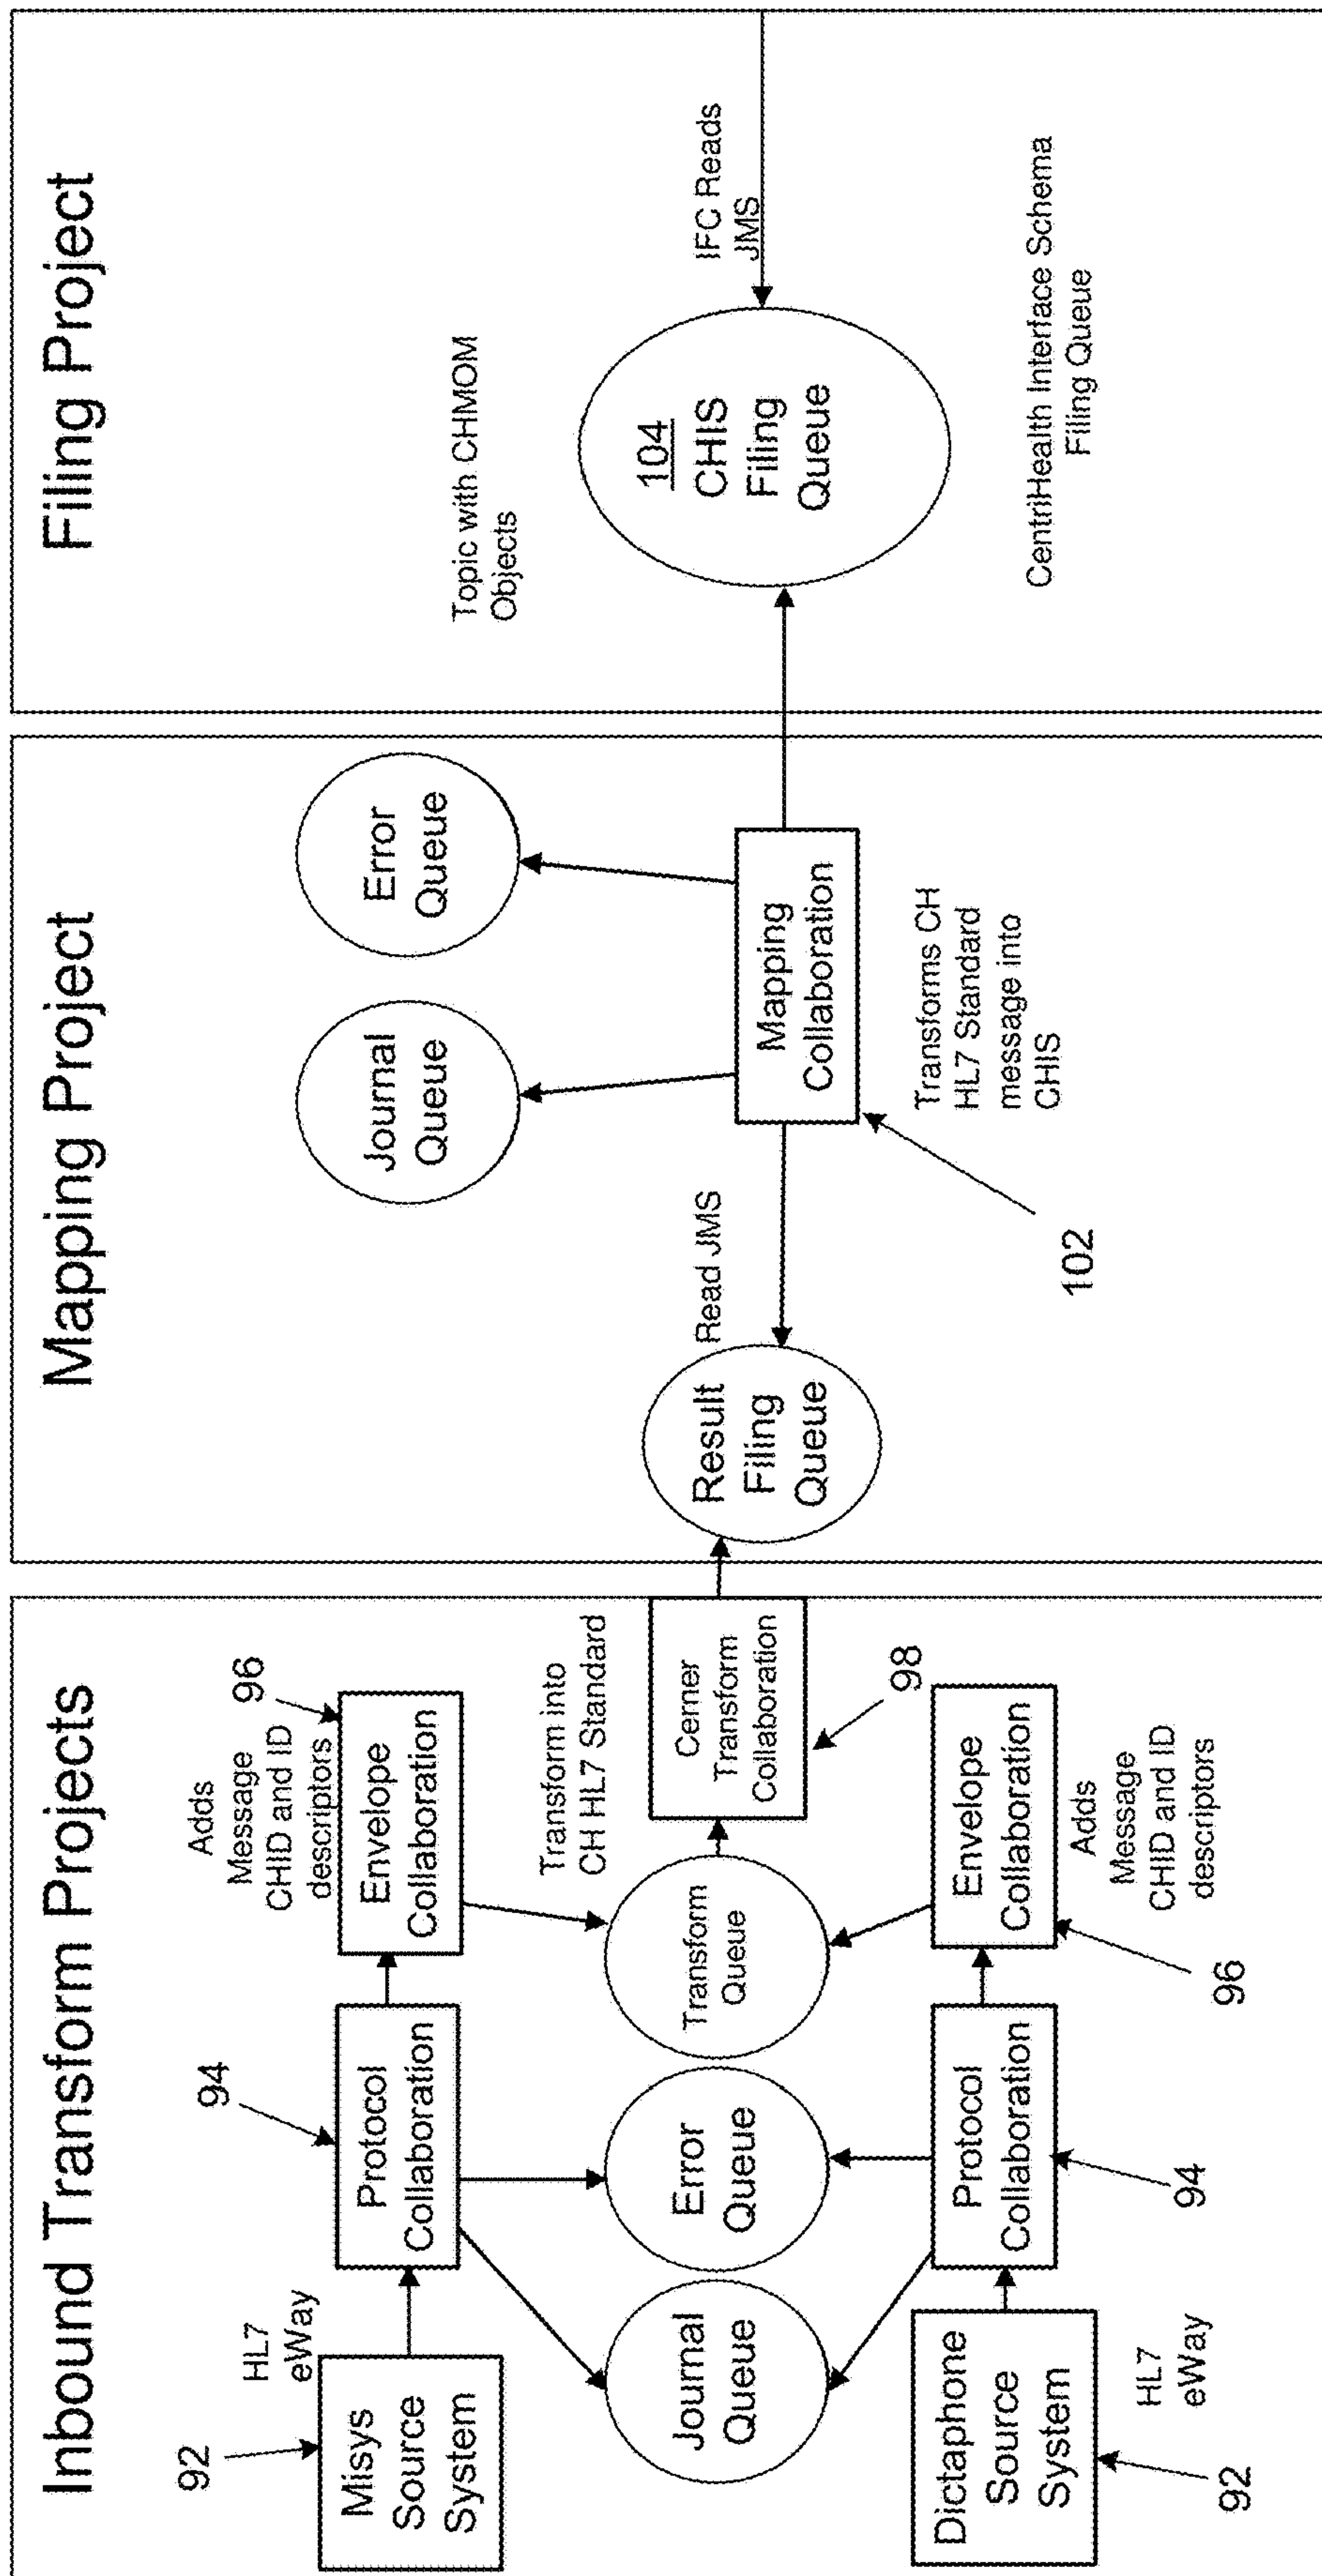 Inbound Transform Projects
92
Misys
Source
System
HL7
eWay
94
Protocol
Collaboration
Adds
Message
CHID and ID
descriptors
96
Envelope
Collaboration
Journal
Queue
Error
Queue
Transform
Queue
Transform into
CH HL7 Standard
Cerner
Transform
Collaboration
98
Dictaphone
Source
System
HL7
eWay
92
Protocol
Collaboration
94
Envelope
Collaboration
96
Adds
Message
CHID and ID
descriptors
Mapping Project
Journal
Queue
Error
Queue
Result
Filing
Queue
Read JMS
Mapping
Collaboration
Transforms CH
HL7 Standard
message into
CHIS
102
Filing Project
Topic with CHMOM
Objects
104
CHIS
Filing
Queue
IFC Reads
JMS
CentriHealth Interface Schema
Filing Queue